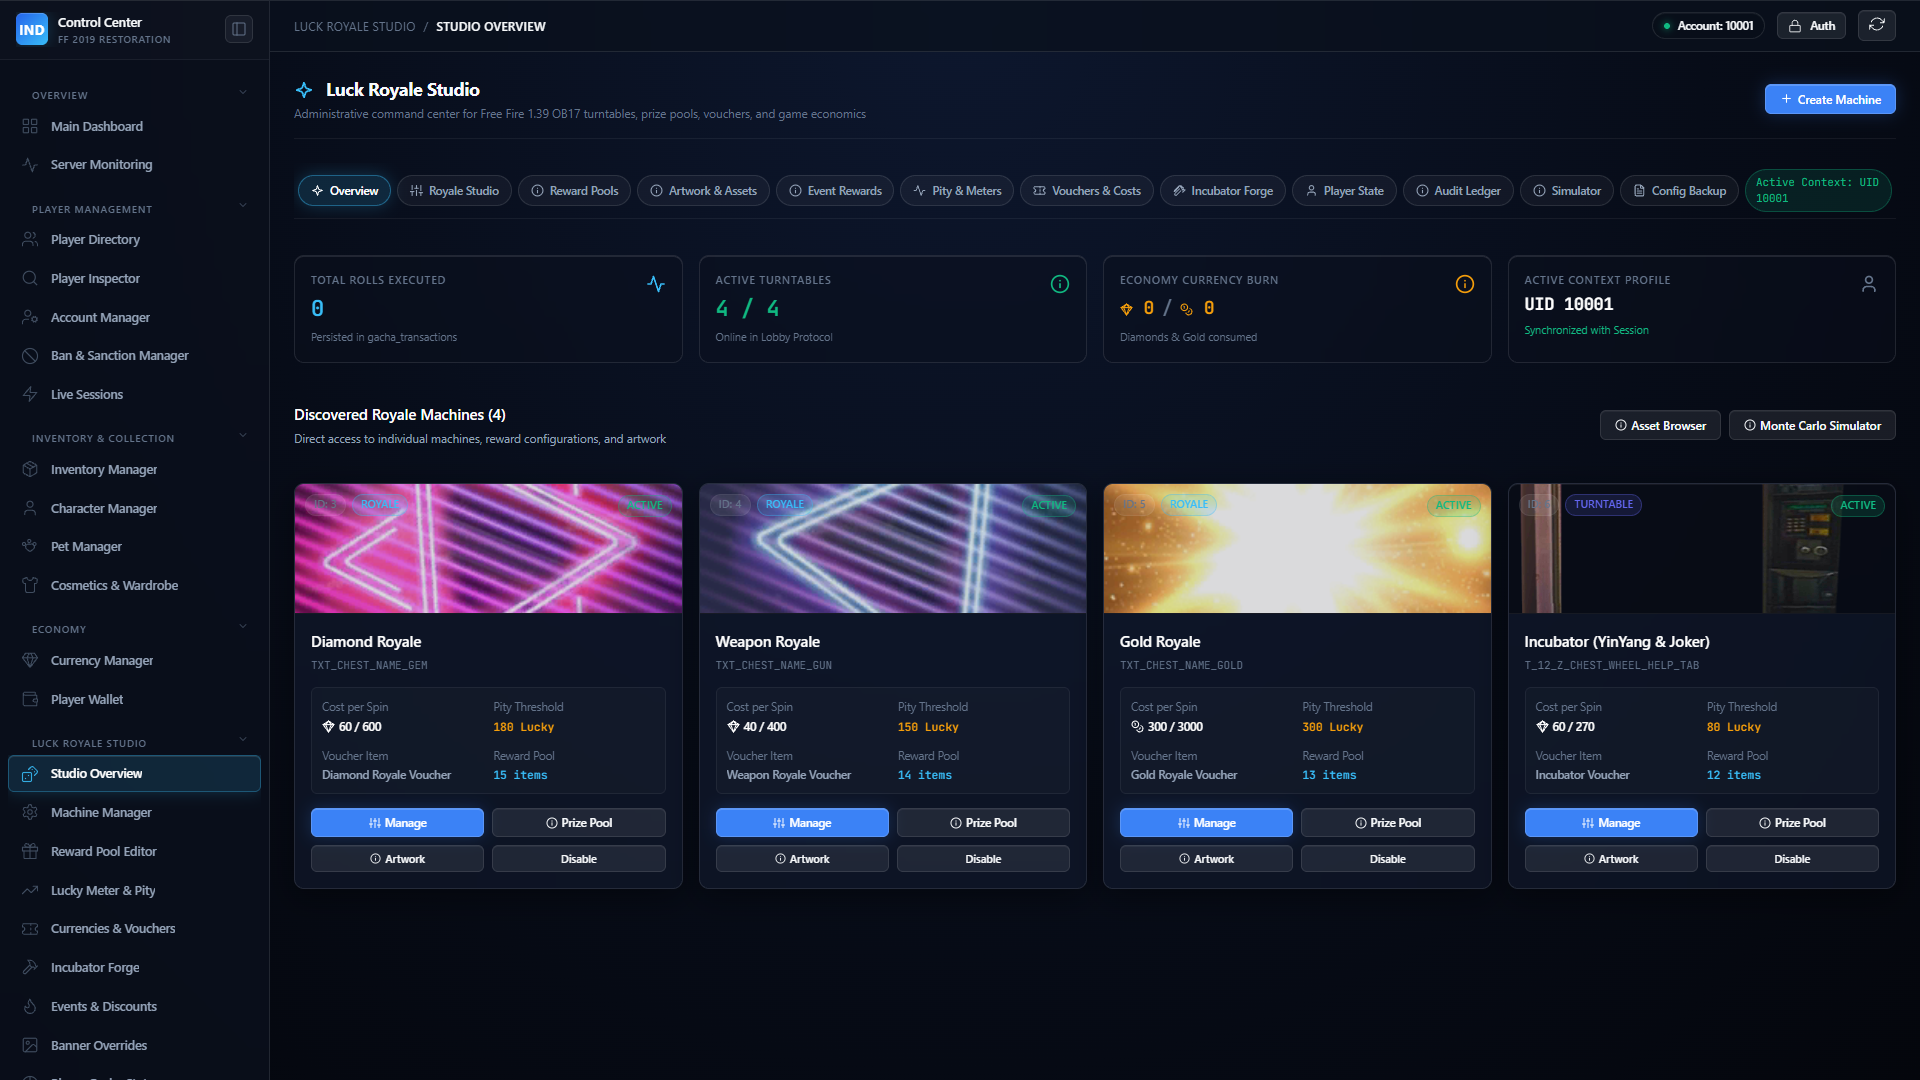 IND
Control Center
FF 2019 RESTORATION
OVERVIEW
Main Dashboard
Server Monitoring
PLAYER MANAGEMENT
Player Directory
Player Inspector
Account Manager
Ban & Sanction Manager
Live Sessions
INVENTORY & COLLECTION
Inventory Manager
Character Manager
Pet Manager
Cosmetics & Wardrobe
ECONOMY
Currency Manager
Player Wallet
LUCK ROYALE STUDIO
Studio Overview
Machine Manager
Reward Pool Editor
Lucky Meter & Pity
Currencies & Vouchers
Incubator Forge
Events & Discounts
Banner Overrides
LUCK ROYALE STUDIO / STUDIO OVERVIEW
Account: 10001
Auth
Luck Royale Studio
Administrative command center for Free Fire 1.39 OB17 turntables, prize pools, vouchers, and game economics
Create Machine
Overview
Royale Studio
Reward Pools
Artwork & Assets
Event Rewards
Pity & Meters
Vouchers & Costs
Incubator Forge
Player State
Audit Ledger
Simulator
Config Backup
Active Context: UID
10001
TOTAL ROLLS EXECUTED
0
Persisted in gacha_transactions
ACTIVE TURNTABLES
4 / 4
Online in Lobby Protocol
ECONOMY CURRENCY BURN
0 / 0
Diamonds & Gold consumed
ACTIVE CONTEXT PROFILE
UID 10001
Synchronized with Session
Discovered Royale Machines (4)
Direct access to individual machines, reward configurations, and artwork
Asset Browser
Monte Carlo Simulator
ID: 3
ROYALE
ACTIVE
Diamond Royale
TXT_CHEST_NAME_GEM
Cost per Spin
60 / 600
Pity Threshold
180 Lucky
Voucher Item
Diamond Royale Voucher
Reward Pool
15 items
Manage
Prize Pool
Artwork
Disable
ID: 4
ROYALE
ACTIVE
Weapon Royale
TXT_CHEST_NAME_GUN
Cost per Spin
40 / 400
Pity Threshold
150 Lucky
Voucher Item
Weapon Royale Voucher
Reward Pool
14 items
Manage
Prize Pool
Artwork
Disable
ID: 5
ROYALE
ACTIVE
Gold Royale
TXT_CHEST_NAME_GOLD
Cost per Spin
300 / 3000
Pity Threshold
300 Lucky
Voucher Item
Gold Royale Voucher
Reward Pool
13 items
Manage
Prize Pool
Artwork
Disable
TURNTABLE
ACTIVE
Incubator (YinYang & Joker)
T_12_Z_CHEST_WHEEL_HELP_TAB
Cost per Spin
60 / 270
Pity Threshold
80 Lucky
Voucher Item
Incubator Voucher
Reward Pool
12 items
Manage
Prize Pool
Artwork
Disable